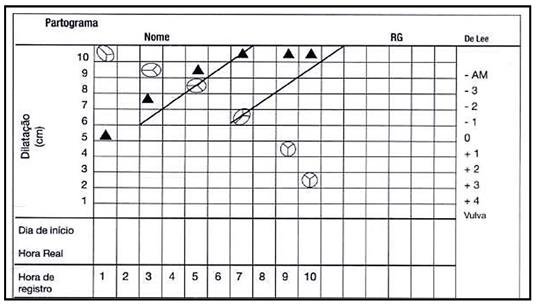 Partograma
Nome RG De Lee
10
9 - AM
8 - 3
7 - 2
6 - 1
Dilatação (cm)
5 0
4 + 1
3 + 2
2 + 3
1 + 4
Vulva
Dia de início
Hora Real
Hora de registro 1 2 3 4 5 6 7 8 9 10